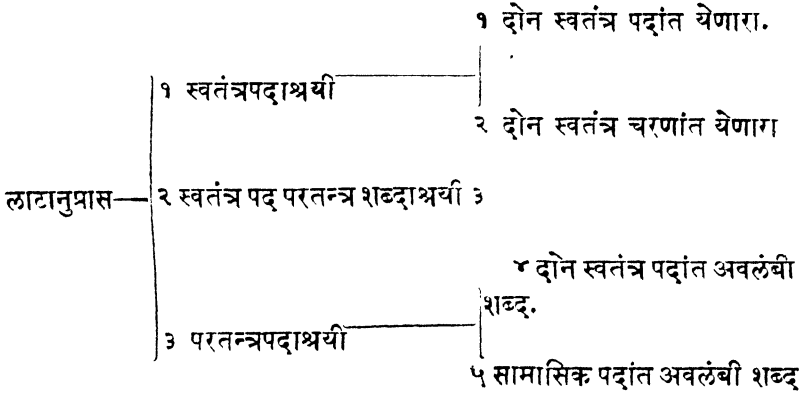 १ दोन स्वतंत्र पदांत येणारा.
१ स्वतंत्रपदाश्रयी
२ दोन स्वतंत्र चरणांत येणारा
लाटानुप्रास
२ स्वतंत्र पद परतन्त्र शब्दाश्रयी ३
४ दोन स्वतंत्र पदांत अवलंबी
शब्द.
३ परतन्त्रपदाश्रयी
५ सामासिक पदांत अवलंबी शब्द